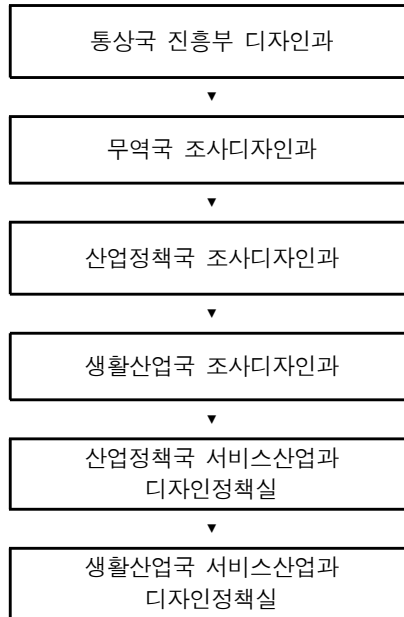 통상국 진흥부 디자인과
▼
무역국 조사디자인과
▼
산업정책국 조사디자인과
▼
생활산업국 조사디자인과
▼
산업정책국 서비스산업과
디자인정책실
▼
생활산업국 서비스산업과
디자인정책실